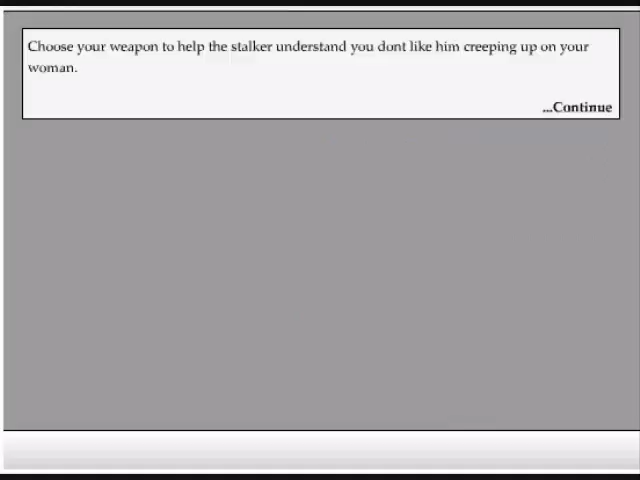 Choose your weapon to help the stalker understand you dont like him creeping up on your
woman.
...Continue